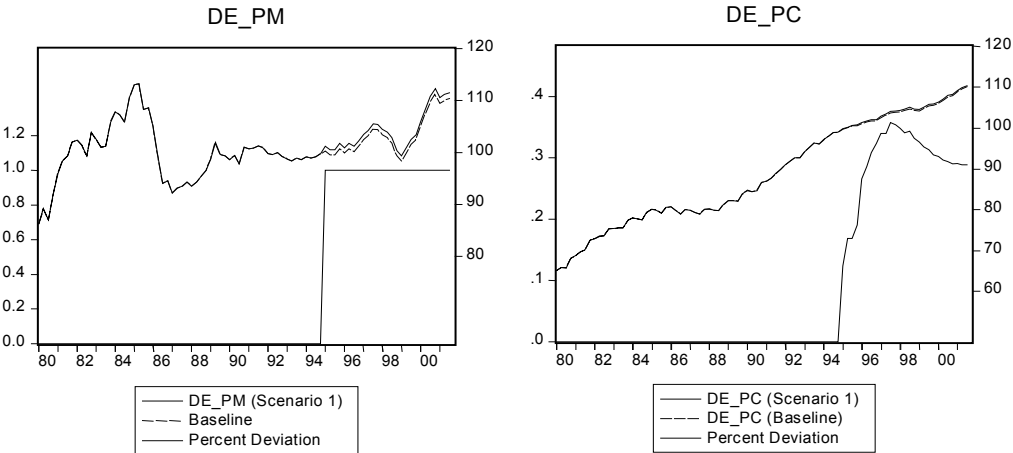 DE_PM
120
110
100
90
80
1.2
1.0
0.8
0.6
0.4
0.2
0.0
80 82 84 86 88 90 92 94 96 98 00
DE_PM (Scenario 1)
Baseline
Percent Deviation
DE_PC
120
110
100
90
80
70
60
.4
.3
.2
.1
.0
80 82 84 86 88 90 92 94 96 98 00
DE_PC (Scenario 1)
DE_PC (Baseline)
Percent Deviation